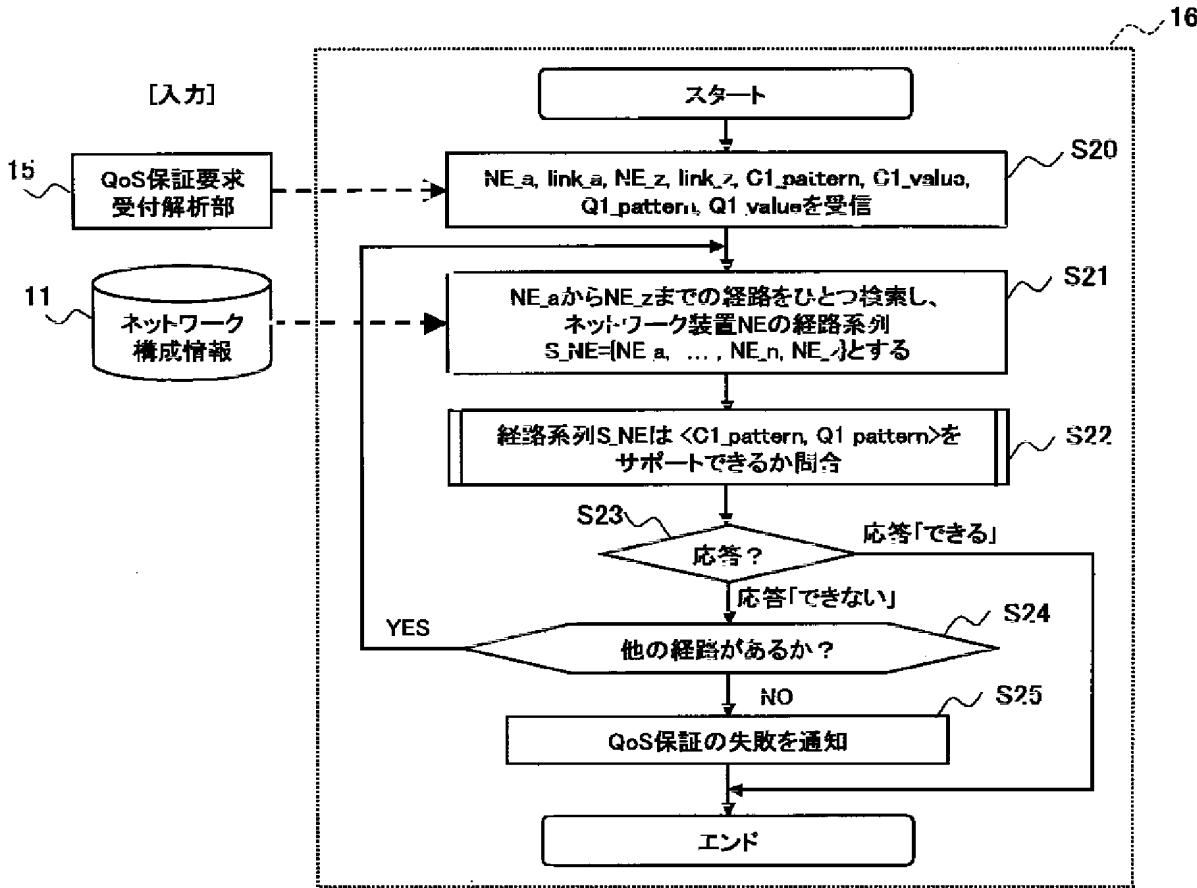 16
[入力]
スタート
15
QoS保証要求
受付解析部
S20
NE_a, link_a, NE_z, link_z, C1_pattern, C1_value,
Q1_pattern, Q1_valueを受信
11
ネットワーク
構成情報
S21
NE_aからNE_zまでの経路をひとつ検索し、
ネットワーク装置NEの経路系列
S_NE={NE_a, ... , NE_n, NE_z}とする
経路系列S_NEは <C1_pattern, Q1_pattern>を
サポートできるか問合
S22
S23
応答?
応答「できる」
応答「できない」
S24
YES
他の経路があるか?
NO
S25
QoS保証の失敗を通知
エンド